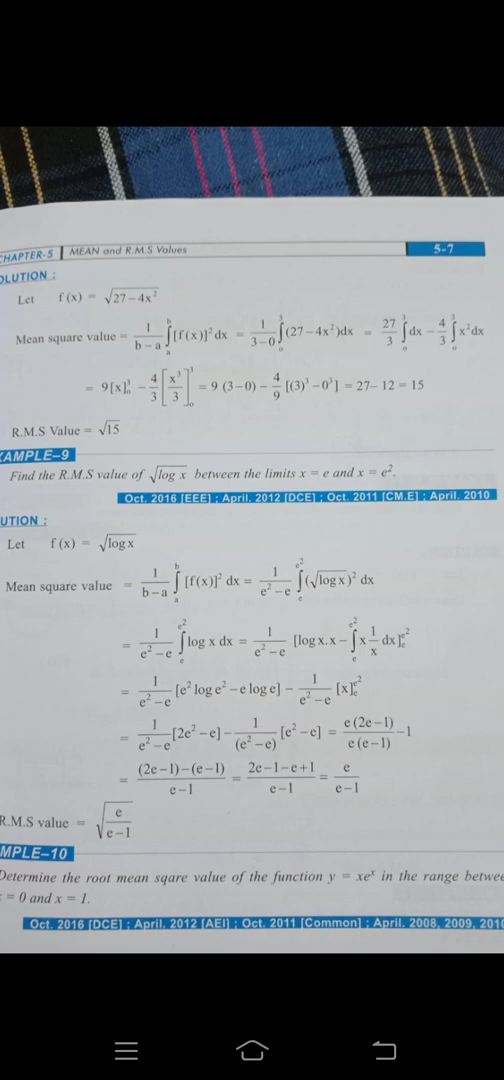 CHAPTER-5 MEAN and R.M.S Values 5-7
OLUTION :
Let f (x) = √(27 – 4x²)
Mean square value = 1/(b – a) ∫ₐᵇ [f (x)]² dx = 1/(3 – 0) ∫₀³ (27 – 4x²)dx = 27/3 ∫₀³ dx – 4/3 ∫₀³ x² dx
= 9 [x]₀³ – 4/3 [x³/3]₀³ = 9 (3–0) – 4/9 [(3)³ – 0³] = 27– 12 = 15
R.M.S Value = √15
XAMPLE–9
Find the R.M.S value of √(log x) between the limits x = e and x = e².
Oct. 2016 [EEE] ; April. 2012 [DCE] ; Oct. 2011 [CM.E] ; April. 2010
UTION :
Let f (x) = √(log x)
Mean square value = 1/(b – a) ∫ₐᵇ [f (x)]² dx = 1/(e² – e) ∫ₑ^(e²) (√(log x))² dx
= 1/(e² – e) ∫ₑ^(e²) log x dx = 1/(e² – e) [log x. x – ∫ₑ^(e²) x 1/x dx]ₑ^(e²)
= 1/(e² – e) [e² log e² – e log e] – 1/(e² – e) [x]ₑ^(e²)
= 1/(e² – e) [2e² – e] – 1/(e² – e) [e² – e] = e (2e – 1)/e (e – 1) – 1
= ((2e – 1) – (e – 1))/(e – 1) = (2e – 1 – e + 1)/(e – 1) = e/(e – 1)
R.M.S value = √(e/(e – 1))
MPLE–10
Determine the root mean sqare value of the function y = xeˣ in the range betwee
= 0 and x = 1.
Oct. 2016 [DCE] ; April. 2012 [AEI] ; Oct. 2011 [Common] ; April. 2008, 2009, 2010